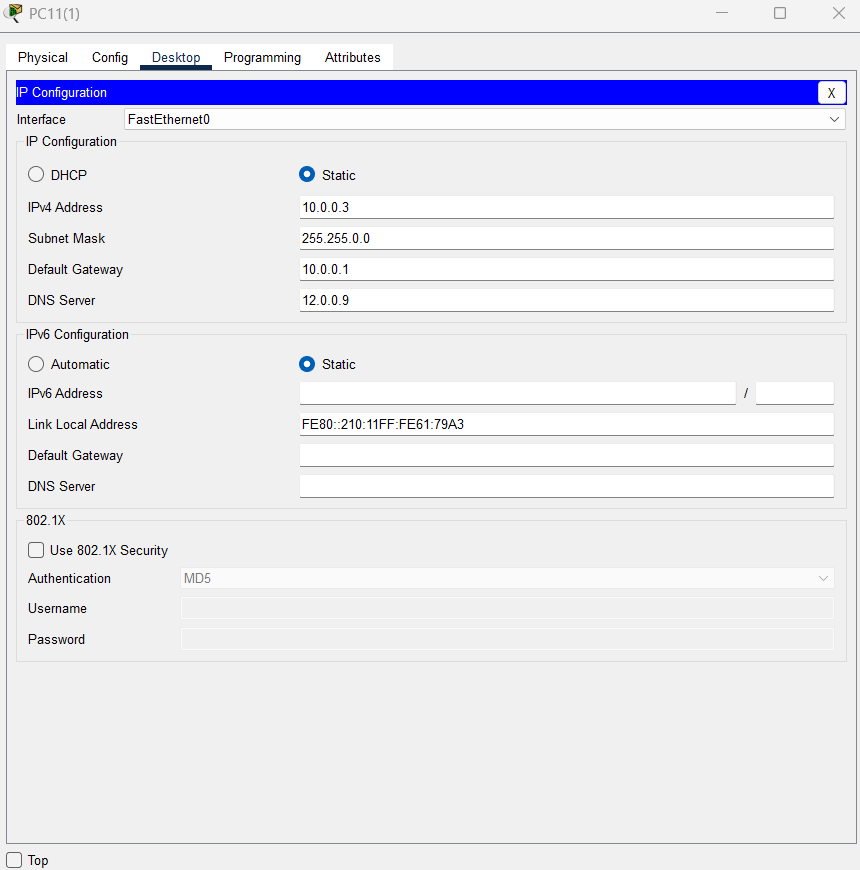 PC11(1)
Physical Config Desktop Programming Attributes
IP Configuration X
Interface FastEthernet0
IP Configuration
DHCP Static
IPv4 Address 10.0.0.3
Subnet Mask 255.255.0.0
Default Gateway 10.0.0.1
DNS Server 12.0.0.9
IPv6 Configuration
Automatic Static
IPv6 Address /
Link Local Address FE80::210:11FF:FE61:79A3
Default Gateway
DNS Server
802.1X
Use 802.1X Security
Authentication MD5
Username
Password
Top